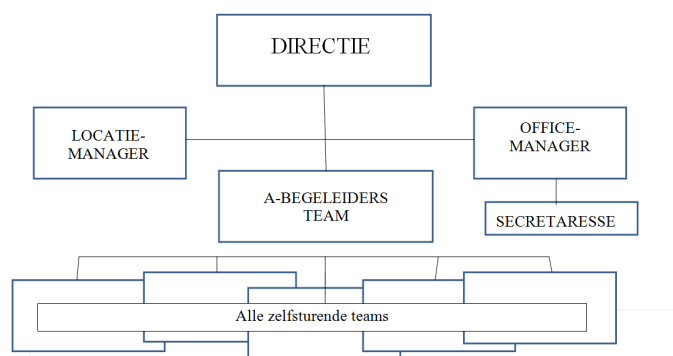 DIRECTIE
LOCATIE-
MANAGER
OFFICE-
MANAGER
A-BEGELEIDERS
TEAM
SECRETARESSE
Alle zelfsturende teams